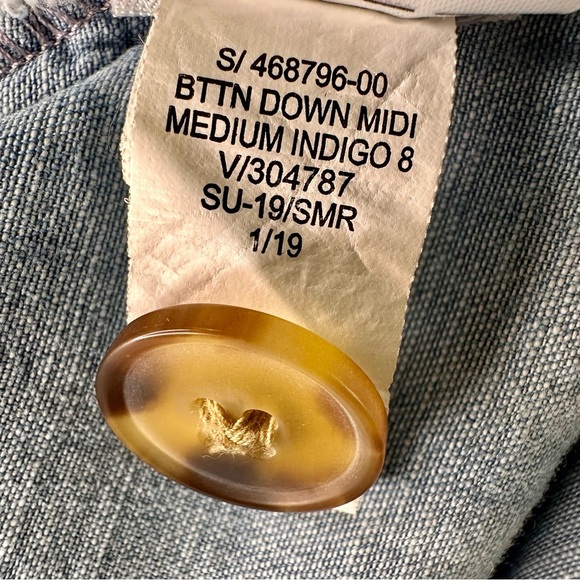 S/ 468796-00
BTTN DOWN MIDI
MEDIUM INDIGO 8
V/304787
SU-19/SMR
1/19